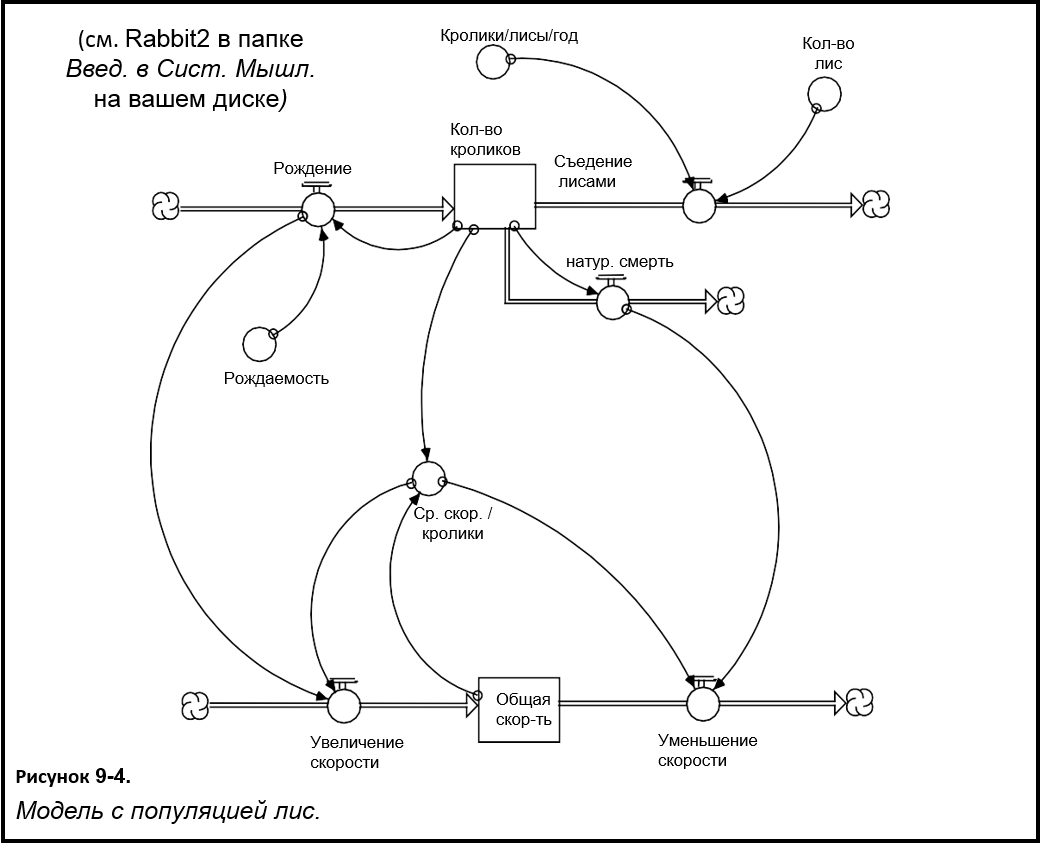 (см. Rabbit2 в папке
Введ. в Сист. Мышл.
на вашем диске)
Кролики/лисы/год
Кол-во
лис
Кол-во
кроликов
Рождение
Съедение
лисами
натур. смерть
Рождаемость
Ср. скор. /
кролики
Общая
скор-ть
Увеличение
скорости
Уменьшение
скорости
Рисунок 9-4.
Модель с популяцией лис.